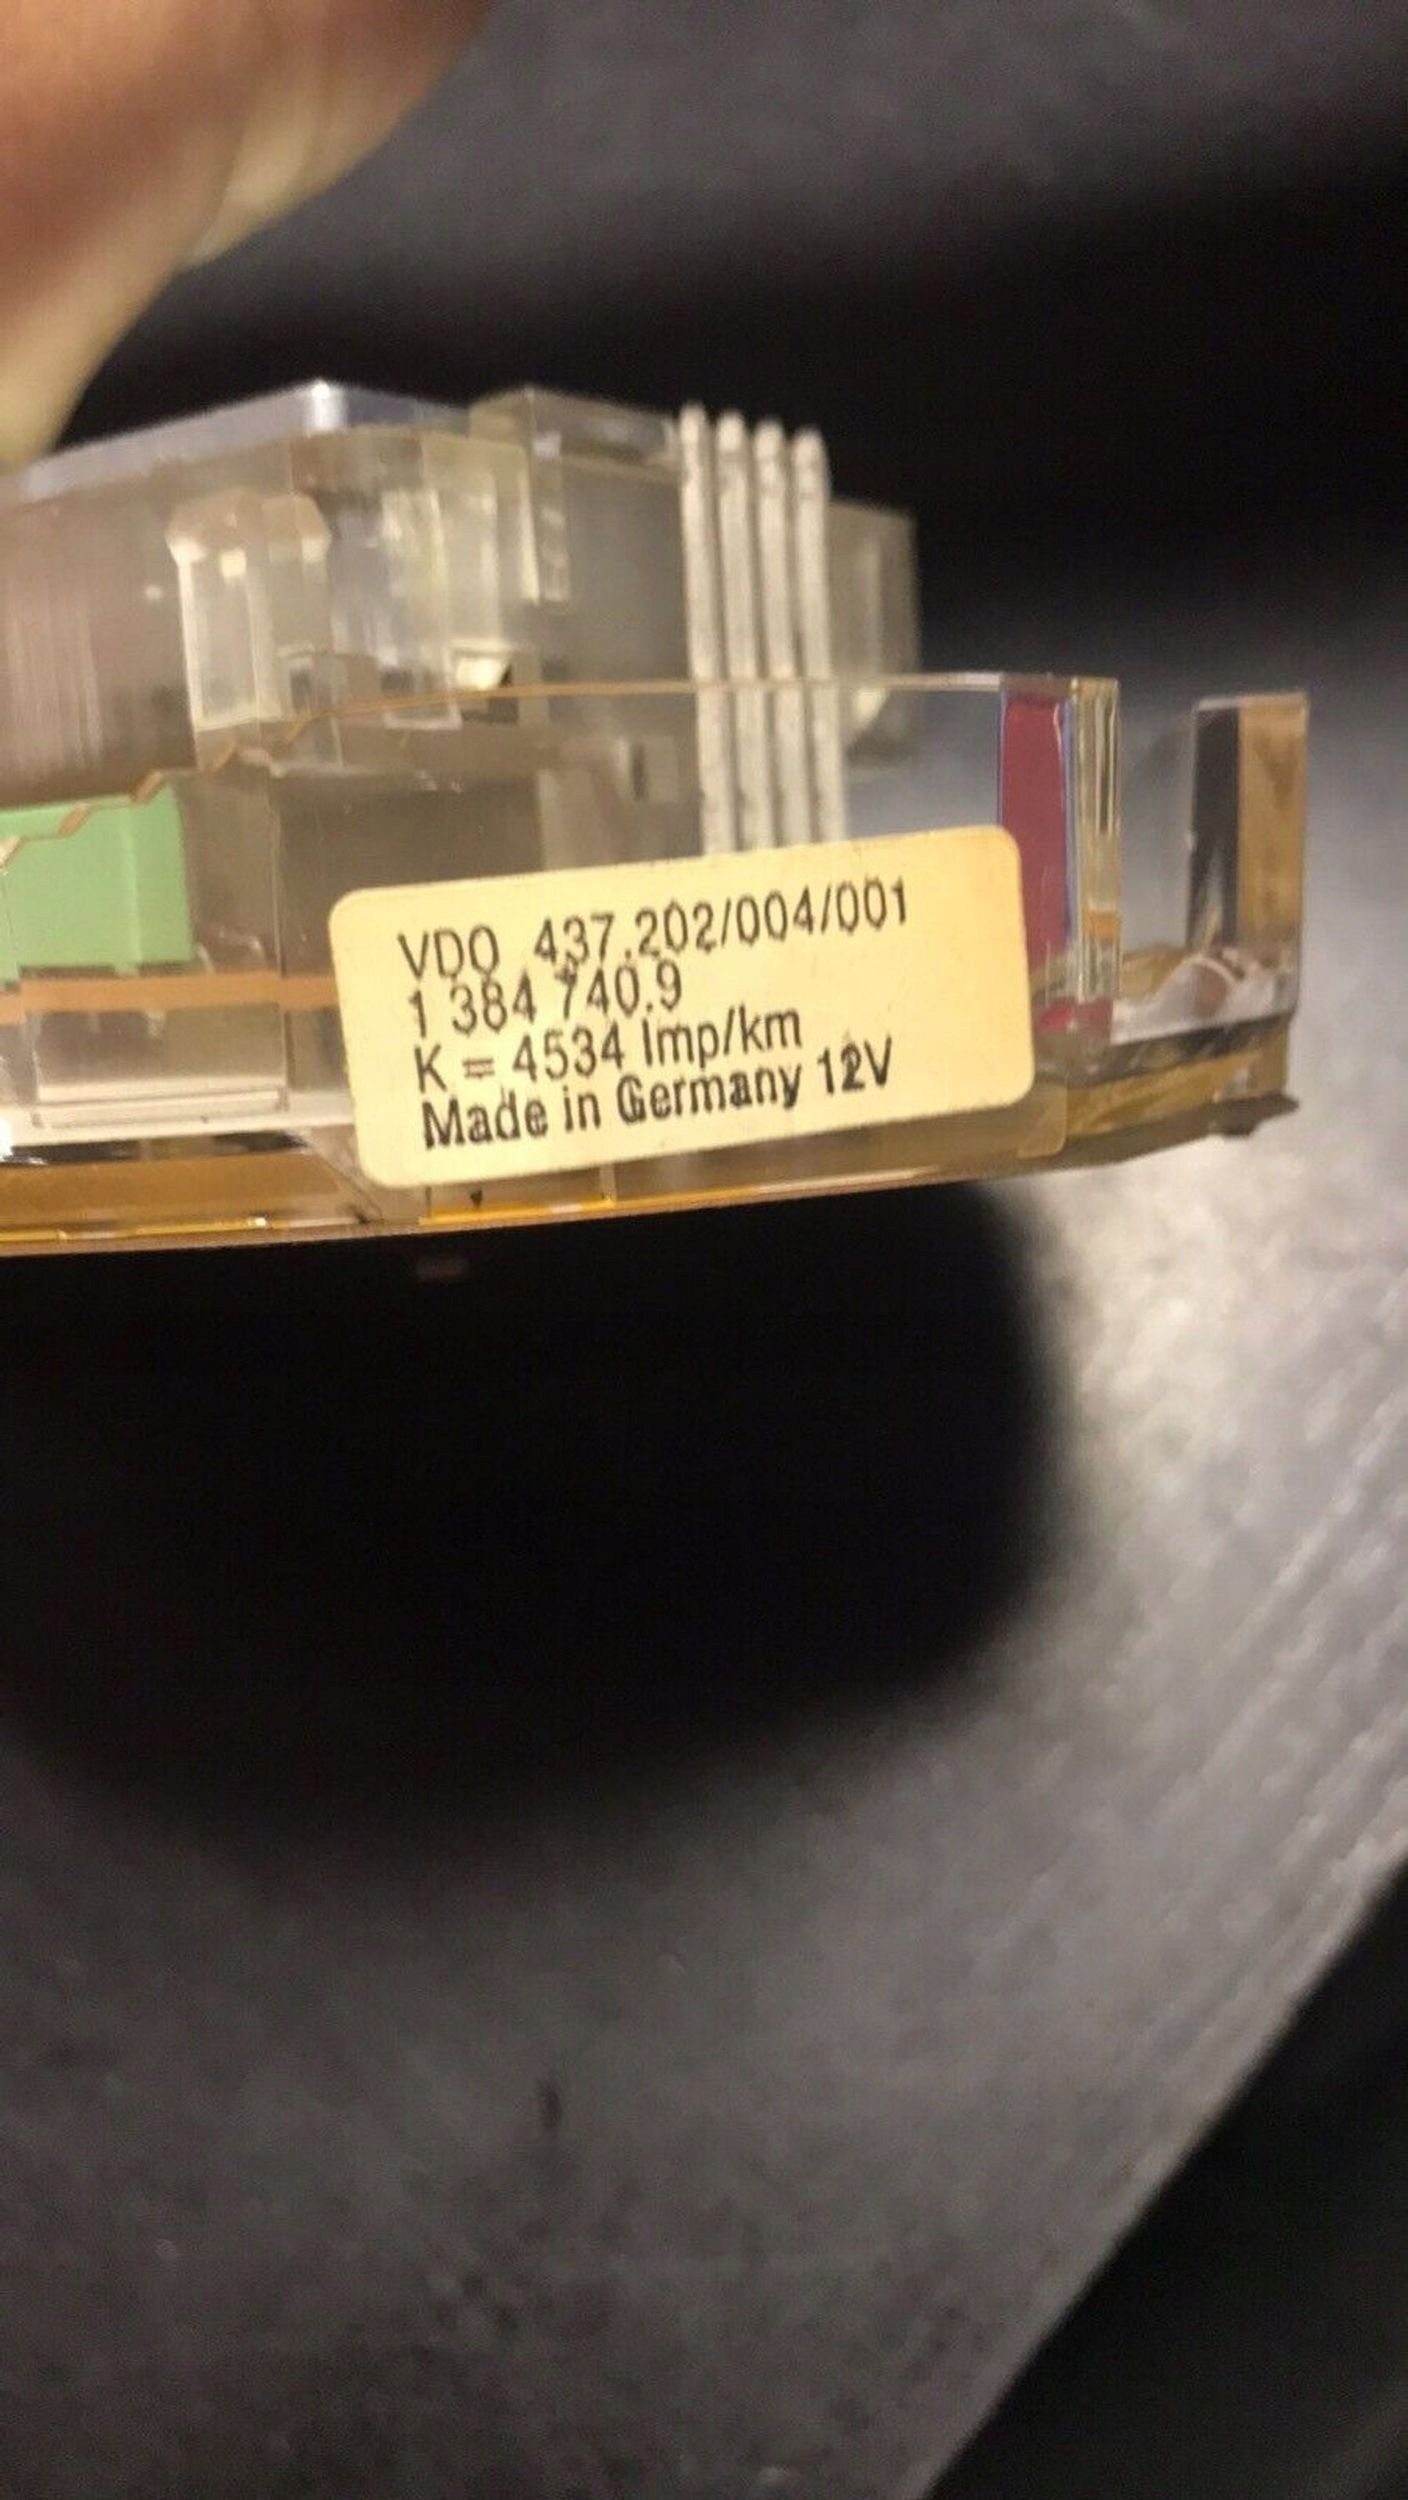 VDO 437.202/004/001
1 384 740.9
K = 4534 Imp/km
Made in Germany 12V